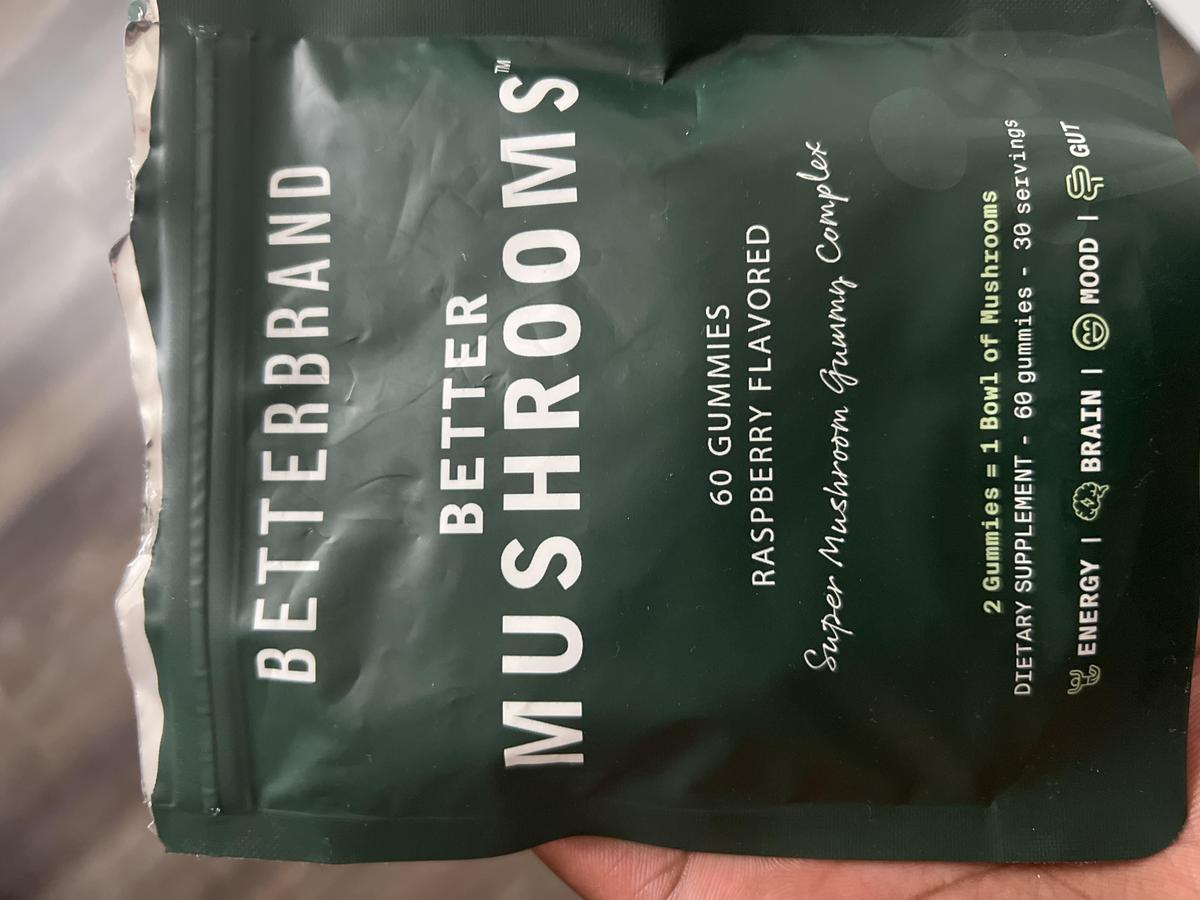 BETTERBRAND
BETTER
MUSHROOMS™
60 GUMMIES
RASPBERRY FLAVORED
Super Mushroom Gummy Complex
2 Gummies = 1 Bowl of Mushrooms
DIETARY SUPPLEMENT - 60 gummies - 30 servings
ENERGY | BRAIN | MOOD | GUT